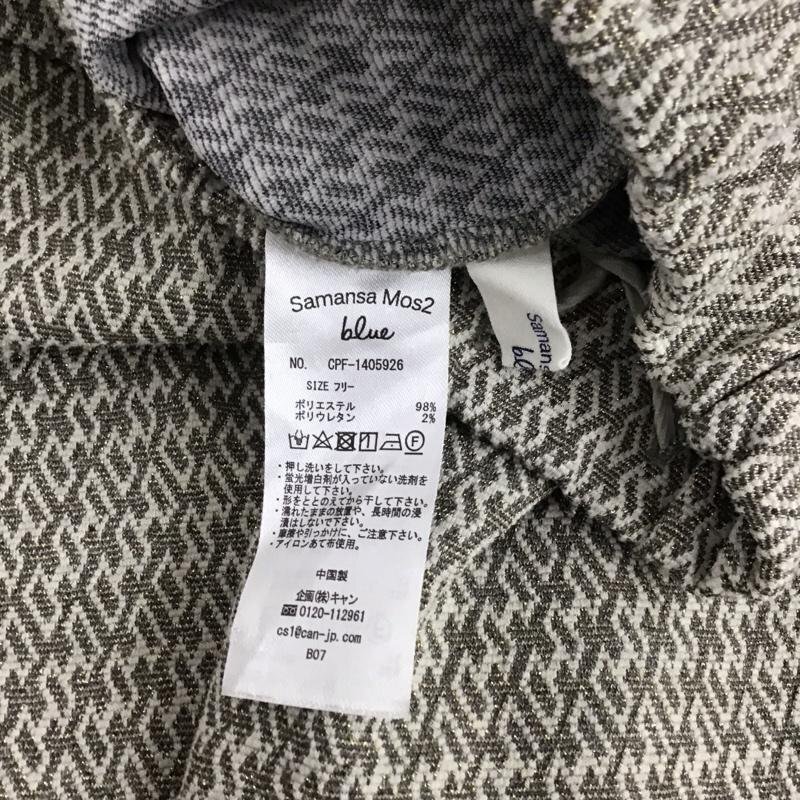 Samansa Mos2
blue
NO. CPF-1405926
SIZE フリー
ポリエステル 98%
ポリウレタン 2%
・押し洗いをして下さい。
・蛍光増白剤が入っていない洗剤を
使用して下さい。
・形をととのえてから干して下さい。
・濡れたままの放置や、長時間の浸
漬はしないで下さい。
・摩擦や引っかけに、ご注意下さい。
・アイロンあて布使用。
中国製
企画(株)キャン
0120-112961
cs1@can-jp.com
B07
Samans
bl